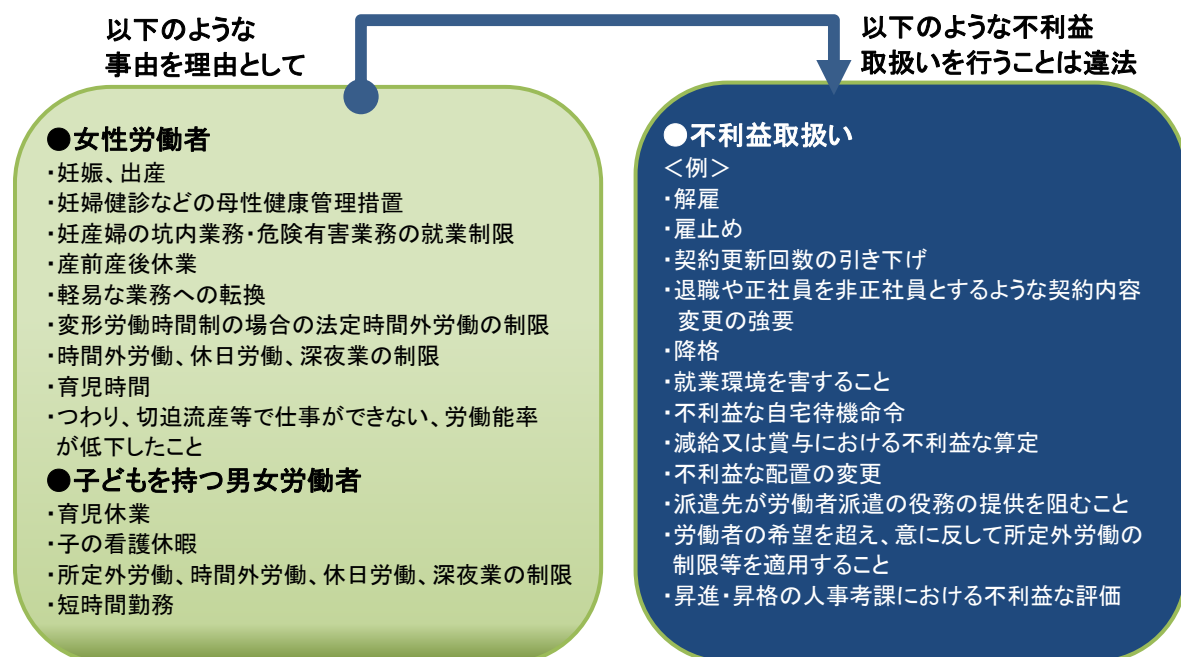 以下のような
事由を理由として
以下のような不利益
取扱いを行うことは違法
●女性労働者
・妊娠、出産
・妊婦健診などの母性健康管理措置
・妊産婦の坑内業務・危険有害業務の就業制限
・産前産後休業
・軽易な業務への転換
・変形労働時間制の場合の法定時間外労働の制限
・時間外労働、休日労働、深夜業の制限
・育児時間
・つわり、切迫流産等で仕事ができない、労働能率
が低下したこと
●子どもを持つ男女労働者
・育児休業
・子の看護休暇
・所定外労働、時間外労働、休日労働、深夜業の制限
・短時間勤務
●不利益取扱い
＜例＞
・解雇
・雇止め
・契約更新回数の引き下げ
・退職や正社員を非正社員とするような契約内容
変更の強要
・降格
・就業環境を害すること
・不利益な自宅待機命令
・減給又は賞与における不利益な算定
・不利益な配置の変更
・派遣先が労働者派遣の役務の提供を阻むこと
・労働者の希望を超え、意に反して所定外労働の
制限等を適用すること
・昇進・昇格の人事考課における不利益な評価